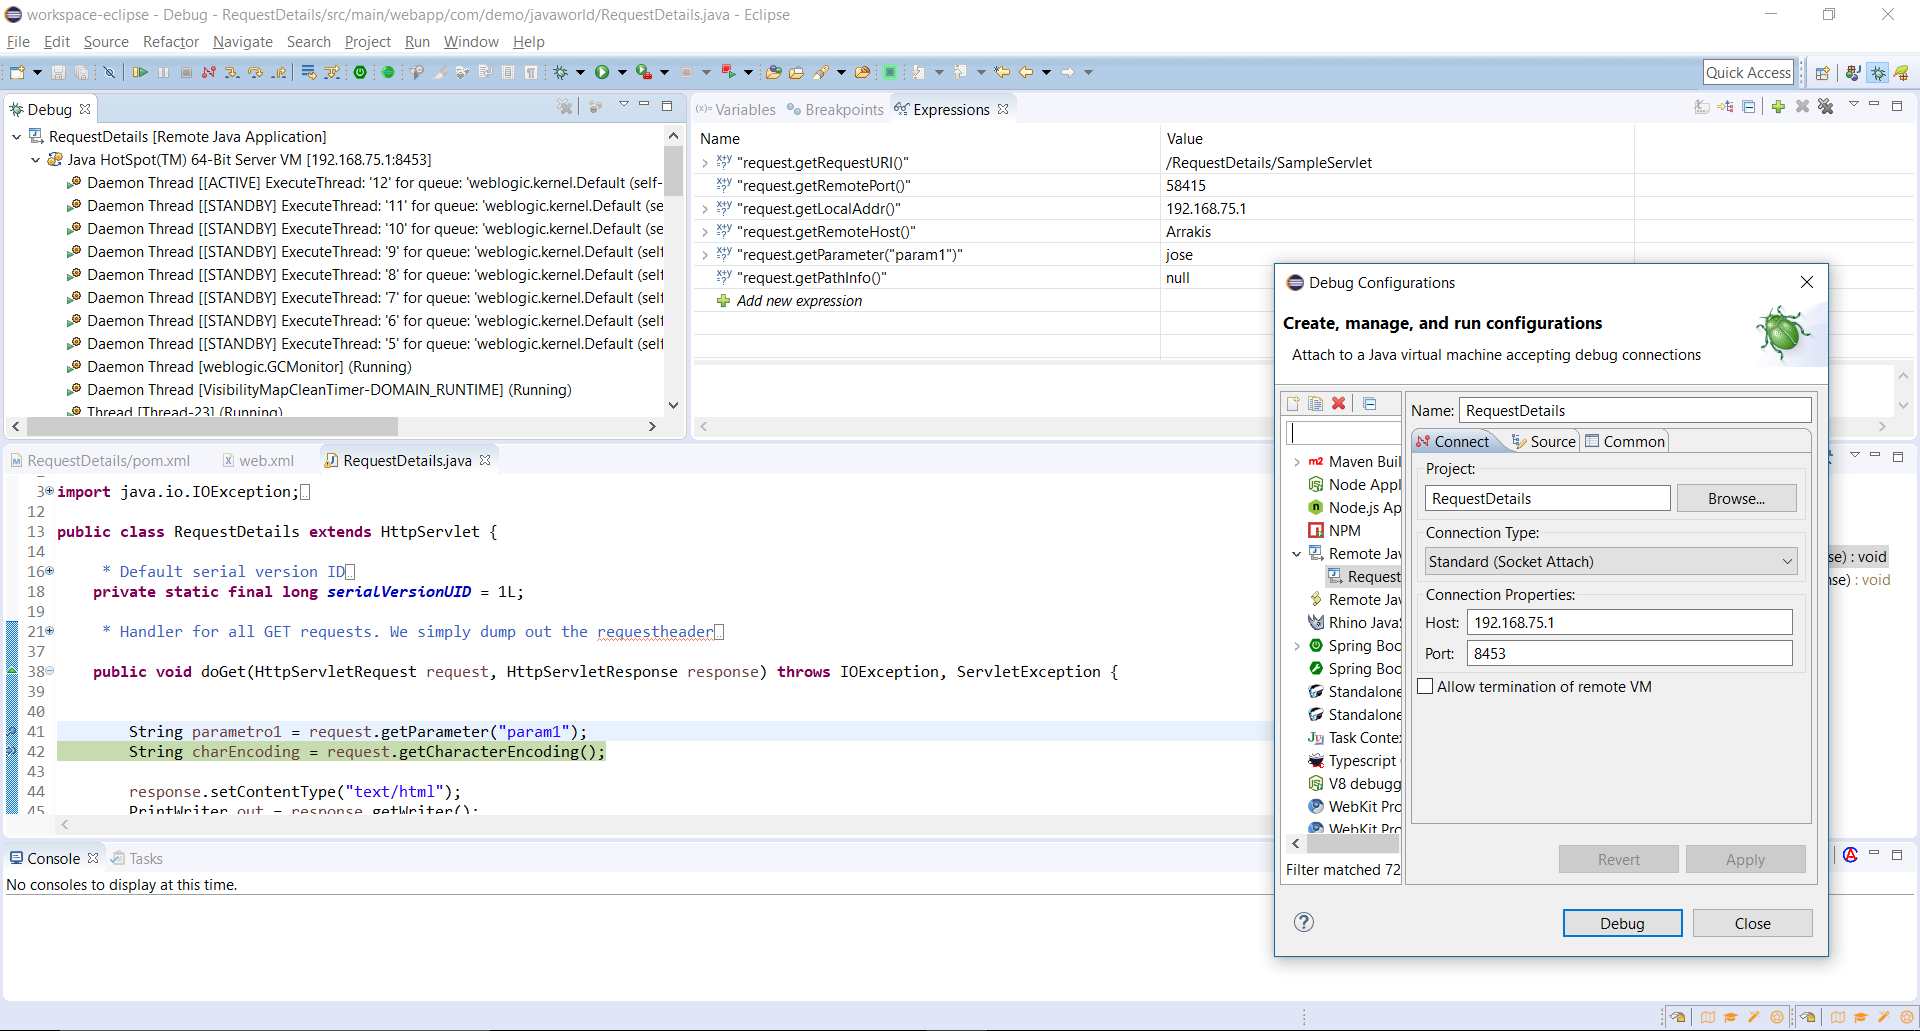 workspace-eclipse - Debug - RequestDetails/src/main/webapp/com/demo/javaworld/RequestDetails.java - Eclipse
File Edit Source Refactor Navigate Search Project Run Window Help
Quick Access
Debug
RequestDetails [Remote Java Application]
Java HotSpot(TM) 64-Bit Server VM [192.168.75.1:8453]
Daemon Thread [[ACTIVE] ExecuteThread: '12' for queue: 'weblogic.kernel.Default (self-
Daemon Thread [[STANDBY] ExecuteThread: '11' for queue: 'weblogic.kernel.Default (se
Daemon Thread [[STANDBY] ExecuteThread: '10' for queue: 'weblogic.kernel.Default (se
Daemon Thread [[STANDBY] ExecuteThread: '9' for queue: 'weblogic.kernel.Default (self
Daemon Thread [[STANDBY] ExecuteThread: '8' for queue: 'weblogic.kernel.Default (self
Daemon Thread [[STANDBY] ExecuteThread: '7' for queue: 'weblogic.kernel.Default (self
Daemon Thread [[STANDBY] ExecuteThread: '6' for queue: 'weblogic.kernel.Default (self
Daemon Thread [[STANDBY] ExecuteThread: '5' for queue: 'weblogic.kernel.Default (self
Daemon Thread [weblogic.GCMonitor] (Running)
Daemon Thread [VisibilityMapCleanTimer-DOMAIN_RUNTIME] (Running)
Thread [Thread-23] (Running)
(x)= Variables Breakpoints Expressions
Name Value
"request.getRequestURI()" /RequestDetails/SampleServlet
"request.getRemotePort()" 58415
"request.getLocalAddr()" 192.168.75.1
"request.getRemoteHost()" Arrakis
"request.getParameter("param1")" jose
"request.getPathInfo()" null
Add new expression
RequestDetails/pom.xml web.xml RequestDetails.java
3 import java.io.IOException;
12
13 public class RequestDetails extends HttpServlet {
14
16 * Default serial version ID
18 private static final long serialVersionUID = 1L;
19
21 * Handler for all GET requests. We simply dump out the requestheader
37
38 public void doGet(HttpServletRequest request, HttpServletResponse response) throws IOException, ServletException {
39
40
41 String parametro1 = request.getParameter("param1");
42 String charEncoding = request.getCharacterEncoding();
43
44 response.setContentType("text/html");
45 PrintWriter out = response.getWriter();
se) : void
nse) : void
Console Tasks
No consoles to display at this time.
Debug Configurations
Create, manage, and run configurations
Attach to a Java virtual machine accepting debug connections
m2 Maven Buil
Node Appl
Node.js Ap
NPM
Remote Jav
Request
Remote Jav
Rhino JavaS
Spring Boo
Spring Boo
Standalone
Standalone
Ju Task Contex
Typescript
V8 debugg
WebKit Pro
WebKit Pro
Filter matched 72
Name: RequestDetails
Connect Source Common
Project:
RequestDetails Browse...
Connection Type:
Standard (Socket Attach)
Connection Properties:
Host: 192.168.75.1
Port: 8453
Allow termination of remote VM
Revert Apply
Debug Close